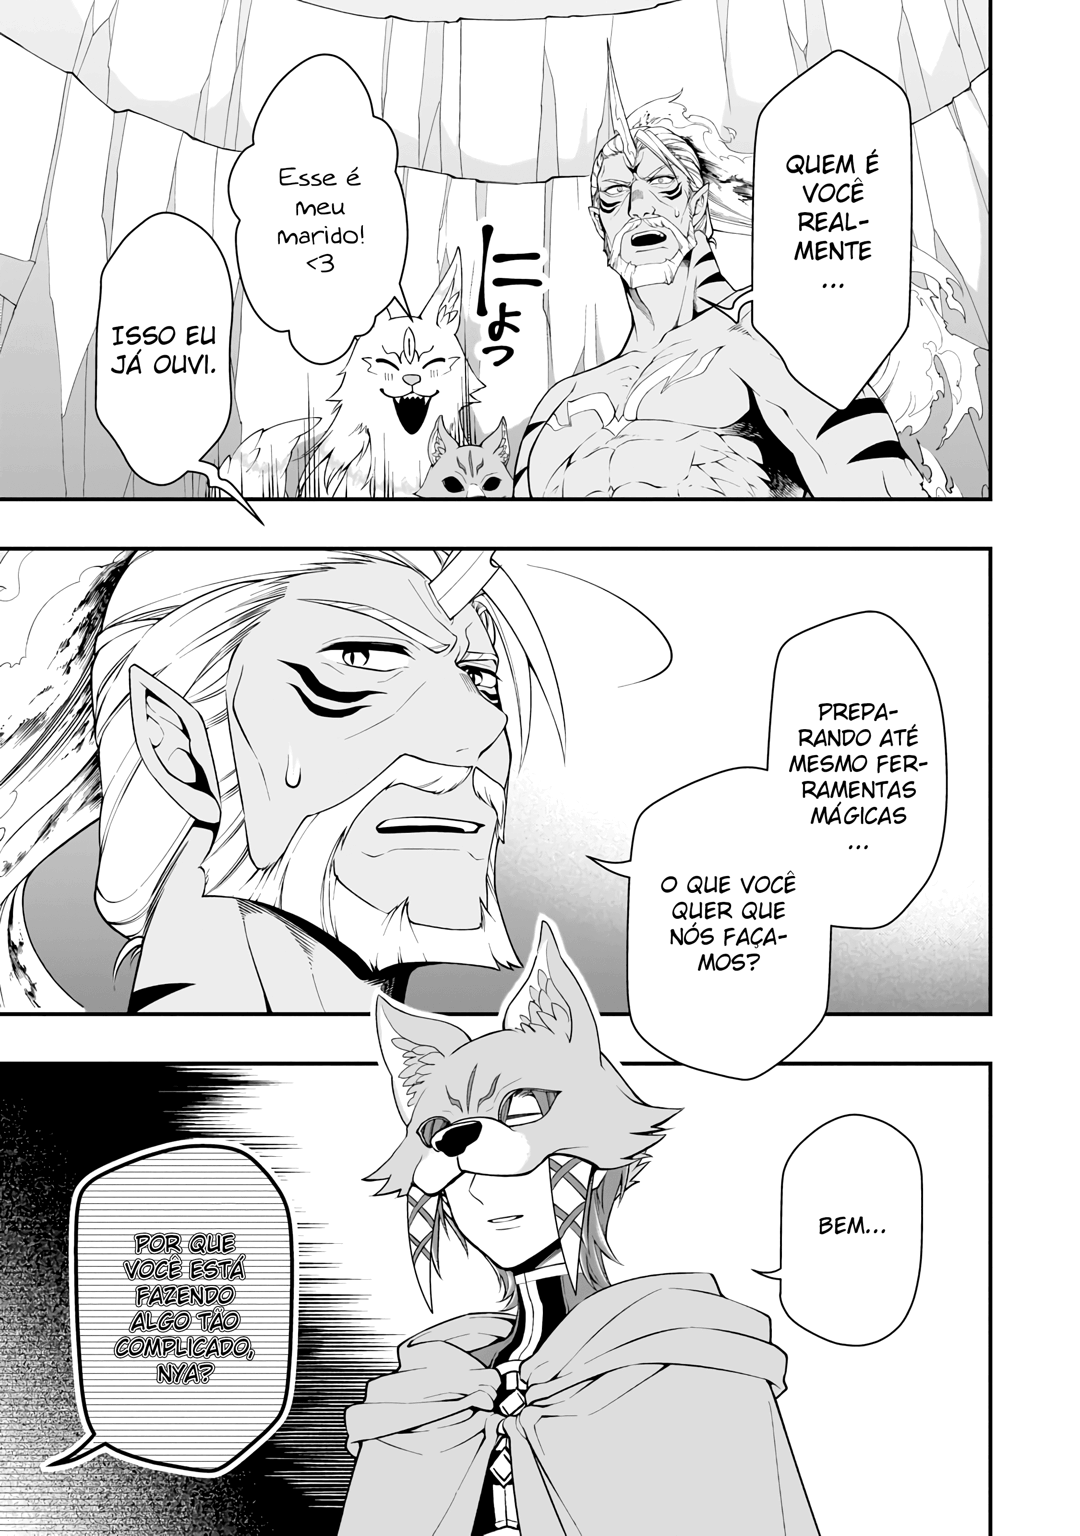 QUEM É
VOCÊ
REAL-
MENTE
...
Esse é
meu
marido!
<3
ニょっ
ISSO EU
JÁ OUVI.
PREPA-
RANDO ATÉ
MESMO FER-
RAMENTAS
MÁGICAS
...
O QUE VOCÊ
QUER QUE
NÓS FAÇA-
MOS?
BEM...
POR QUE
VOCÊ ESTÁ
FAZENDO
ALGO TÃO
COMPLICADO,
NYA?